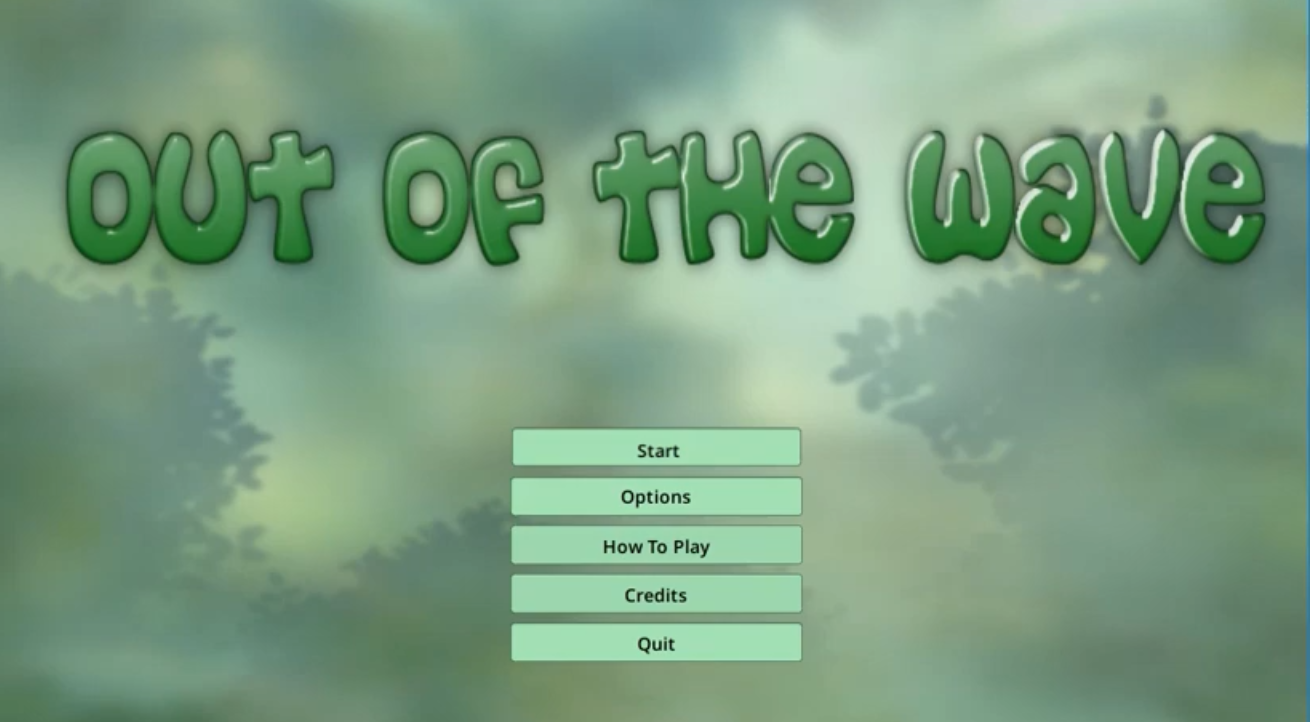 OUt Of tHe wave
Start
Options
How To Play
Credits
Quit